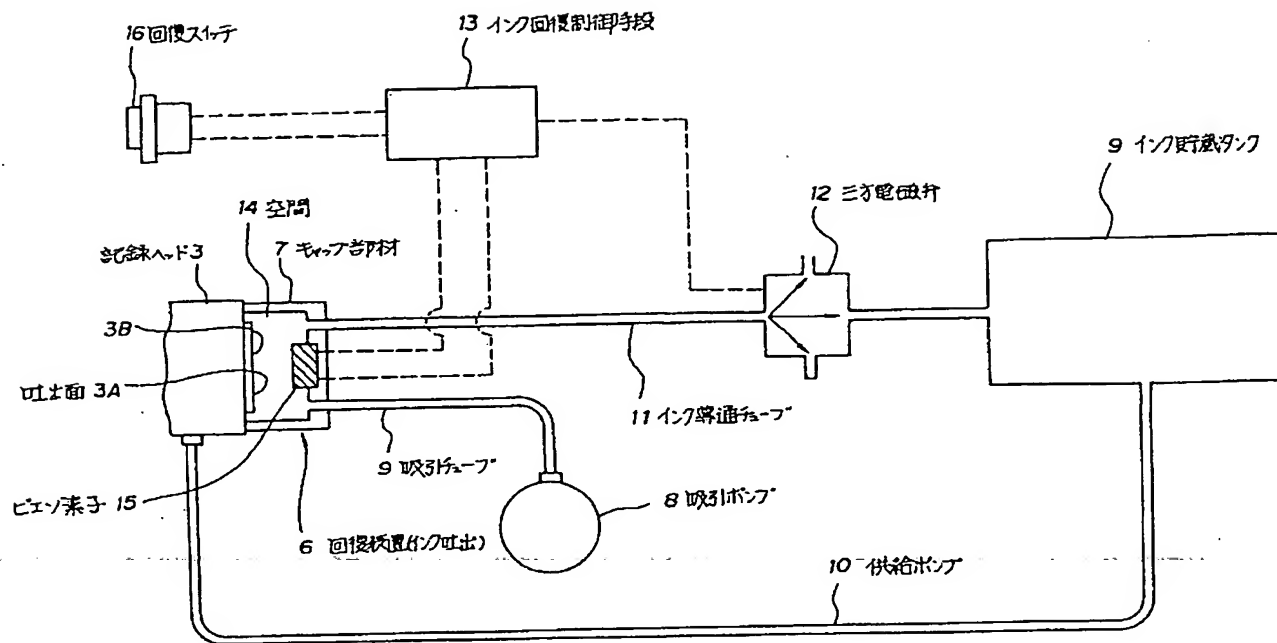 16 回復スイッチ
13 インク回復制御手段
9 インク貯蔵タンク
12 三方電磁弁
14 空間
7 キャップ部材
記録ヘッド 3
3B
吐出面 3A
11 インク導通チューブ
9 吸引チューブ
ピエゾ素子 15
8 吸引ポンプ
6 回復装置(インク吐出)
10 供給ポンプ